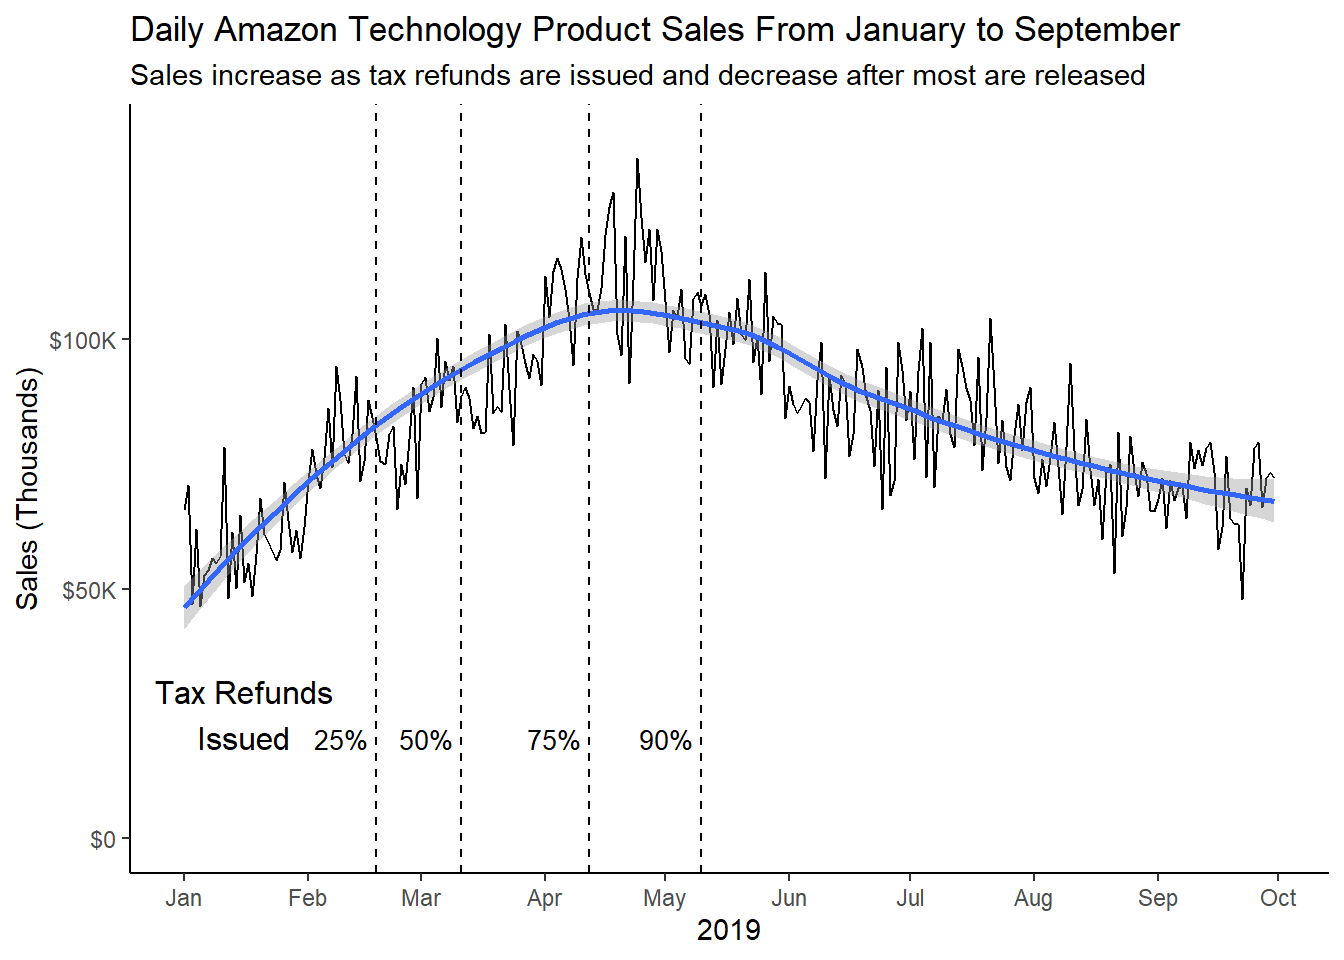 Daily Amazon Technology Product Sales From January to September
Sales increase as tax refunds are issued and decrease after most are released
Sales (Thousands)
$100K
$50K
$0
Tax Refunds
Issued 25% 50% 75% 90%
Jan Feb Mar Apr May Jun Jul Aug Sep Oct
2019